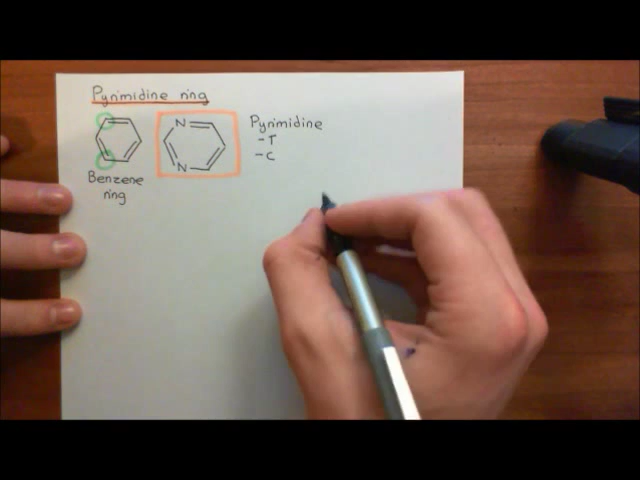 Pyrimidine ring
N
N
Benzene
ring
Pyrimidine
- T
- C